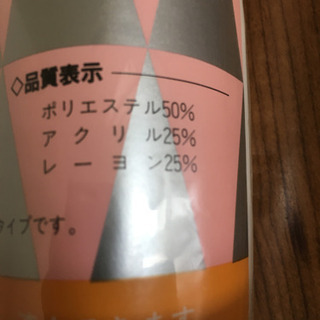 ◇品質表示
ポリエステル50%
アクリル25%
レーヨン25%
イプです。